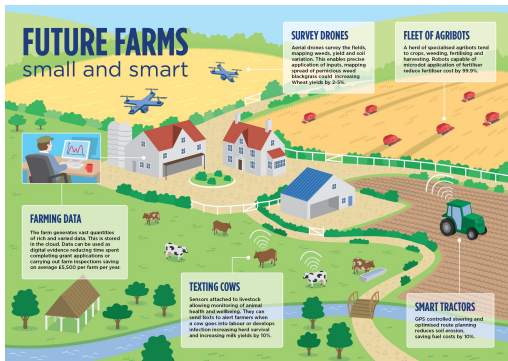 FUTURE FARMS
small and smart
SURVEY DRONES
Aerial drones survey the fields,
mapping weeds, yield and soil
variation. This enables precise
application of inputs, mapping
spread of pernicious weed
blackgrass could increasing
Wheat yields by 2-5%.
FLEET OF AGRIBOTS
A herd of specialised agribots tend
to crops, weeding, fertilising and
harvesting. Robots capable of
microdot application of fertiliser
reduce fertiliser cost by 99.9%.
FARMING DATA
The farm generates vast quantities
of rich and varied data. This is stored
in the cloud. Data can be used as
digital evidence reducing time spent
completing grant applications or
carrying out farm inspections saving
on average £5,500 per farm per year.
TEXTING COWS
Sensors attached to livestock
allowing monitoring of animal
health and wellbeing. They can
send texts to alert farmers when
a cow goes into labour or develops
infection increasing herd survival
and increasing milk yields by 10%.
SMART TRACTORS
GPS controlled steering and
optimised route planning
reduces soil erosion,
saving fuel costs by 10%.